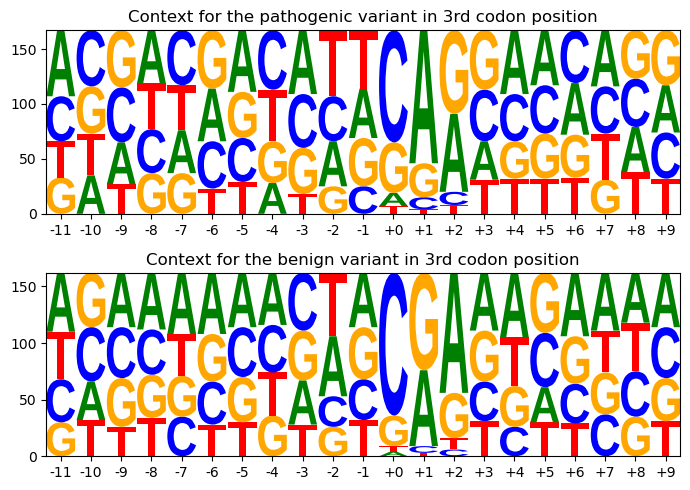 Context for the pathogenic variant in 3rd codon position
150
100
50
0
A C G A C G A C A T T C A G G A A C A G G
C G C T T A G T C C A G G A C C C A C C A
T T A C A C C G G A G A C C A G G G T A C
G A T G G T T A T G C T T T T T T T G T T
-11 -10 -9 -8 -7 -6 -5 -4 -3 -2 -1 +0 +1 +2 +3 +4 +5 +6 +7 +8 +9
Context for the benign variant in 3rd codon position
150
100
50
0
A G A A A A A A C T A C G A A A G A A A A
T C C C T G C C G A G G A G G T C G T T C
C A G G G C G T A C C T C T C G A C G C G
G T T T C T T G T G T A T C T C T T C G T
-11 -10 -9 -8 -7 -6 -5 -4 -3 -2 -1 +0 +1 +2 +3 +4 +5 +6 +7 +8 +9